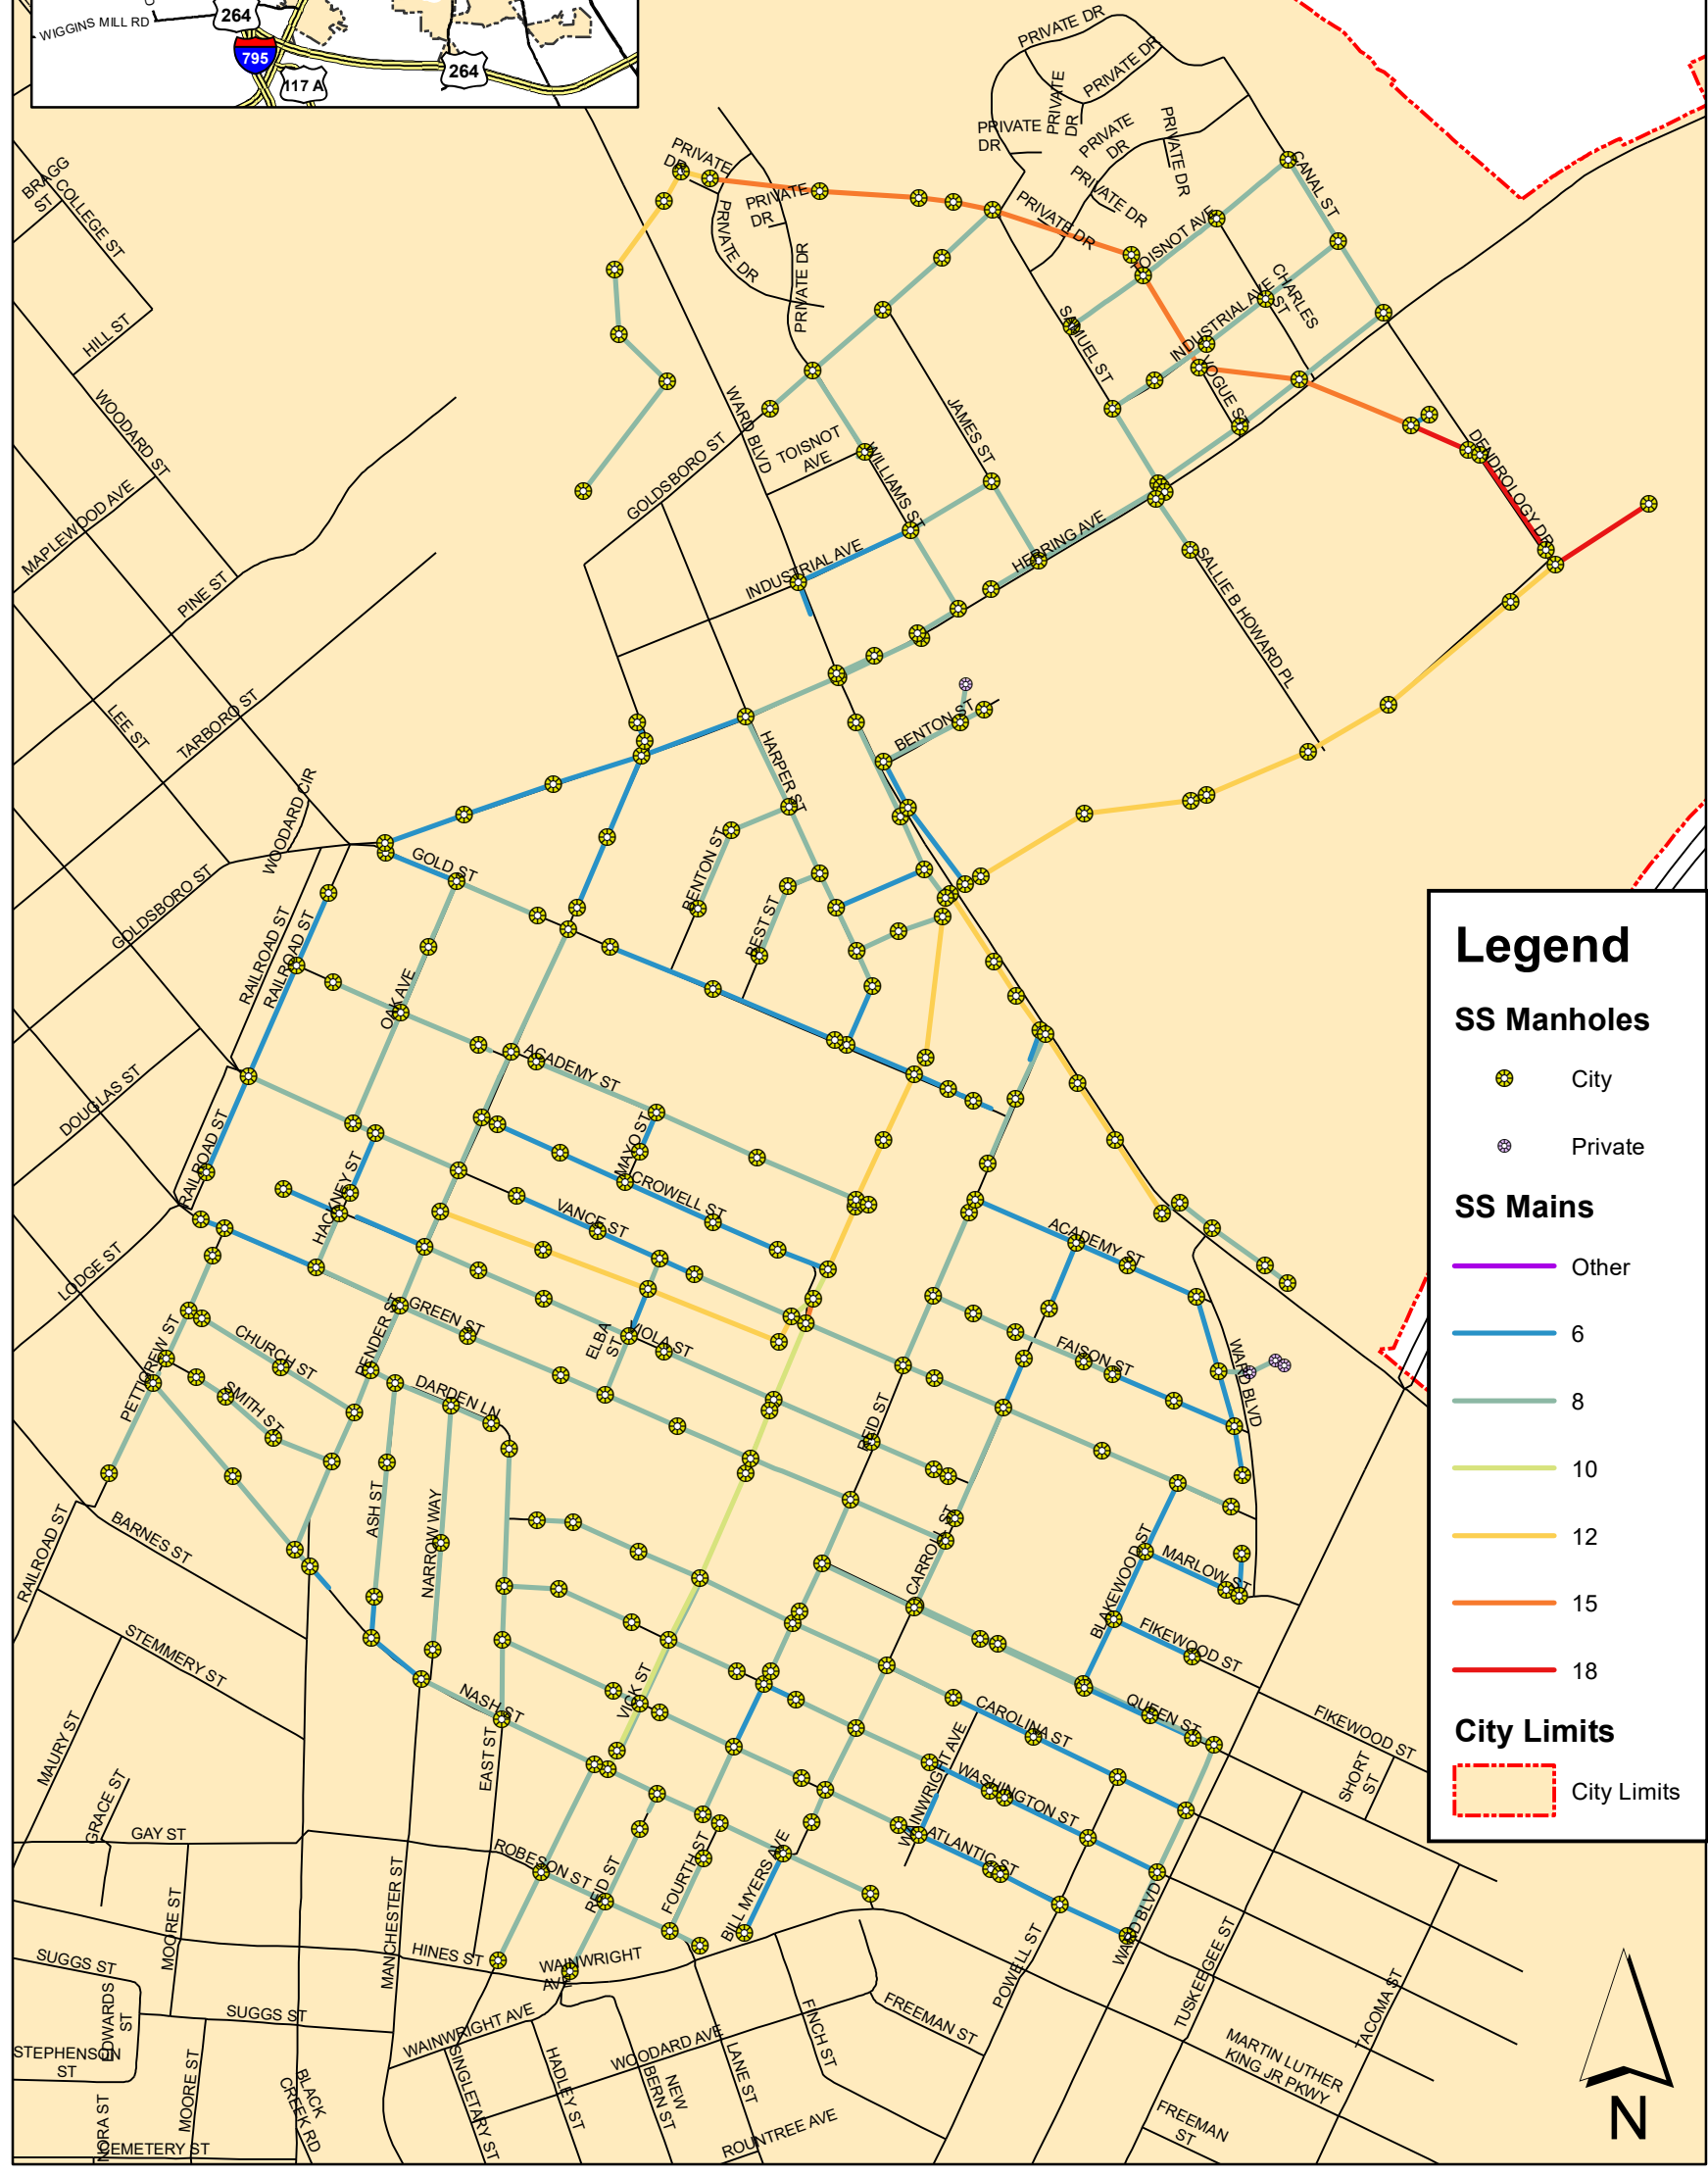 264
WIGGINS MILL RD
795
117 A
264
PRIVATE DR
PRIVATE DR
PRIVATE
DR
PRIVATE
DR
PRIVATE
DR
PRIVATE DR
PRIVATE
DR
PRIVATE
DR
PRIVATE DR
PRIVATE DR
PRIVATE DR
PRIVATE DR
CANAL ST
BRAGG
ST
COLLEGE ST
TOISNOT AVE
CHARLES
ST
INDUSTRIAL AVE
SAMUEL ST
VOGUE ST
HILL ST
WOODARD ST
WARD BLVD
JAMES ST
TOISNOT
AVE
WILLIAMS ST
GOLDSBORO ST
DENDROLOGY DR
MAPLEWOOD AVE
PINE ST
INDUSTRIAL AVE
HERRING AVE
SALLIE B HOWARD PL
LEE ST
TARBORO ST
BENTON ST
HARPER ST
WOODARD CIR
GOLD ST
BENTON ST
BEST ST
GOLDSBORO ST
RAILROAD ST
RAILROAD ST
OAK AVE
ACADEMY ST
DOUGLAS ST
RAILROAD ST
MAYO ST
HACKNEY ST
CROWELL ST
VANCE ST
ACADEMY ST
LODGE ST
GREEN ST
ELBA
ST
VIOLA ST
FAISON ST
WARD BLVD
PETTIGREW ST
CHURCH ST
PENDER ST
SMITH ST
DARDEN LN
REID ST
ASH ST
NARROW WAY
CARROLL ST
BLAKEWOOD ST
MARLOW ST
RAILROAD ST
BARNES ST
FIKEWOOD ST
STEMMERY ST
NASH ST
VICK ST
QUEEN ST
CAROLINA ST
FIKEWOOD ST
MAURY ST
EAST ST
WAINWRIGHT AVE
WASHINGTON ST
SHORT
ST
GRACE ST
GAY ST
ROBESON ST
REID ST
FOURTH ST
BILL MYERS AVE
ATLANTIC ST
MOORE ST
MANCHESTER ST
HINES ST
WAINWRIGHT
AVE
POWELL ST
WARD BLVD
TUSKEEGEE ST
TACOMA ST
SUGGS ST
EDWARDS
ST
SUGGS ST
STEPHENSON
ST
WAINWRIGHT AVE
WOODARD AVE
FINCH ST
FREEMAN ST
MARTIN LUTHER
KING JR PKWY
NORA ST
MOORE ST
BLACK
CREEK RD
SINGLETARY ST
HADLEY ST
NEW
BERN ST
LANE ST
ROUNTREE AVE
FREEMAN
ST
CEMETERY ST
Legend
SS Manholes
City
Private
SS Mains
Other
6
8
10
12
15
18
City Limits
City Limits
N